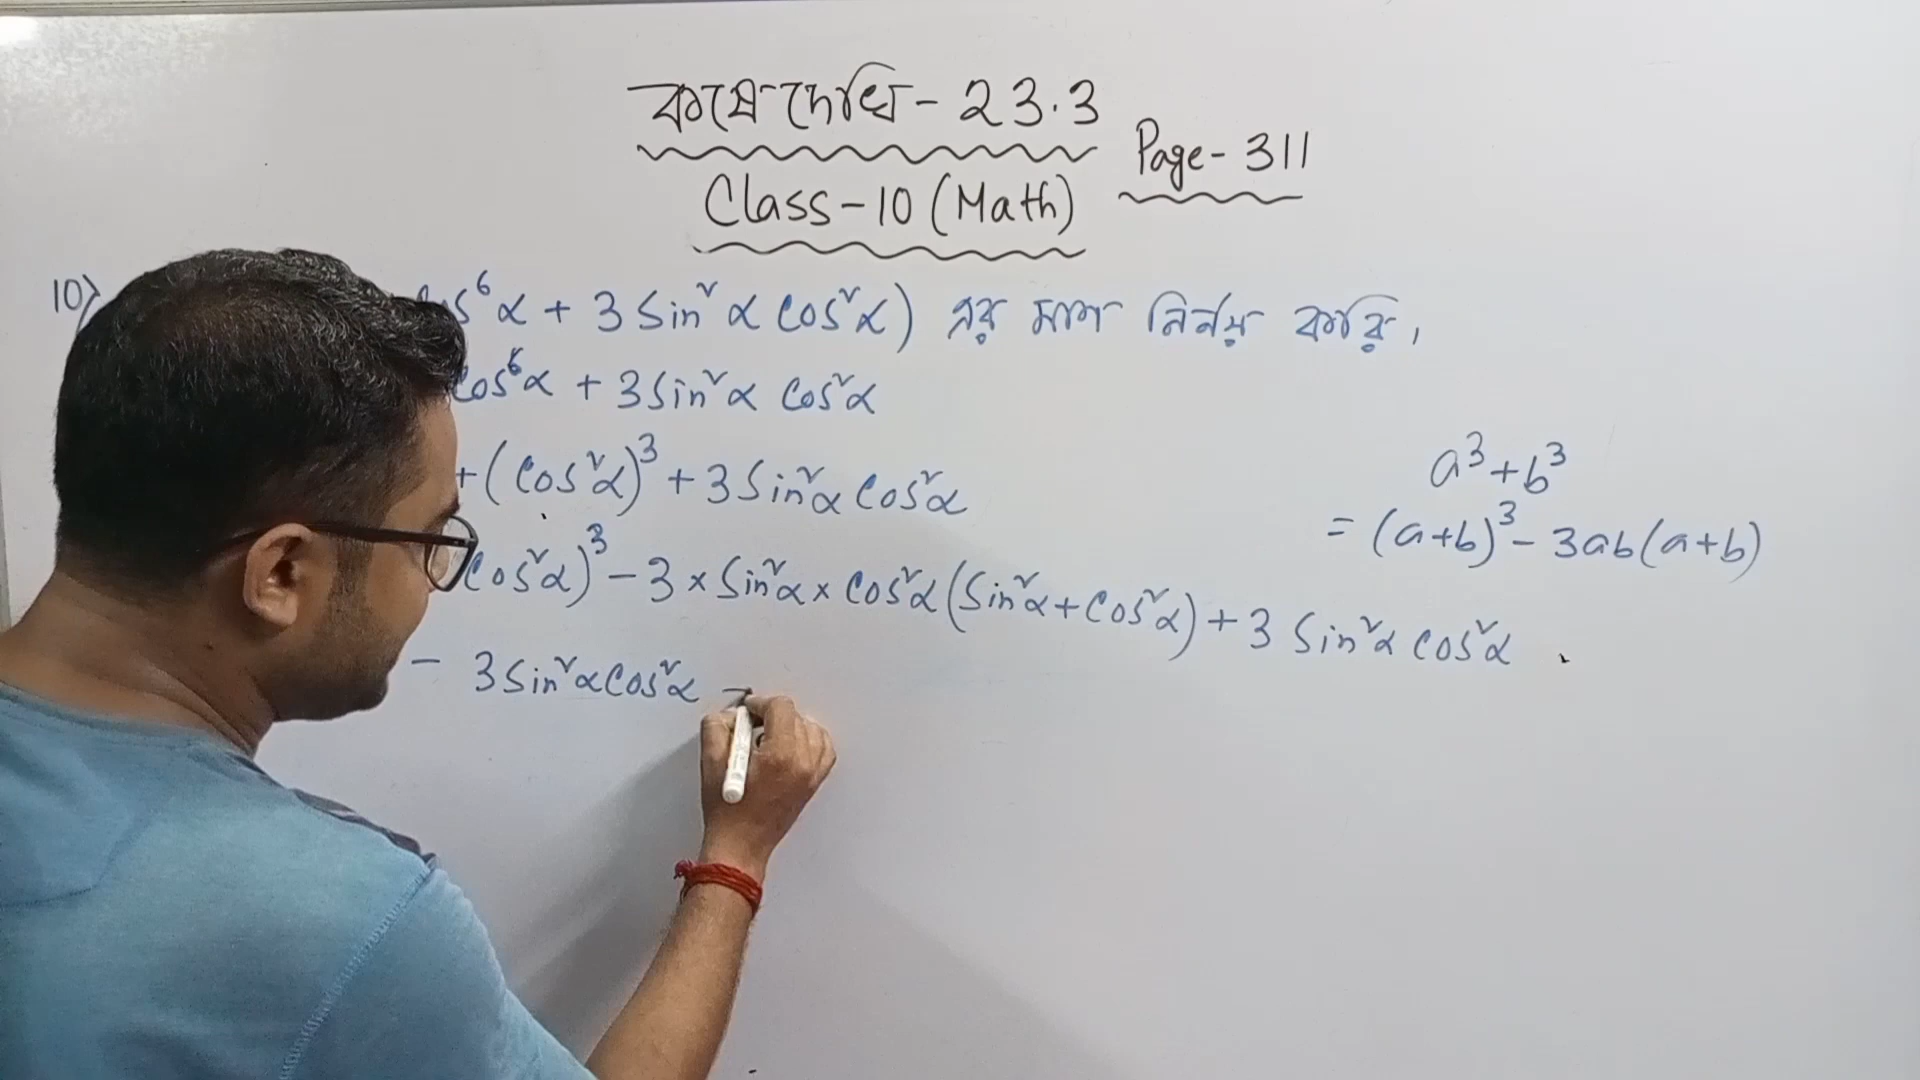 কষে দেখি - 23.3
Page - 311
Class - 10 (Math)
10) cos⁶α + 3 Sin²α Cos²α) এর মান নির্ণয় করি।
Cos⁶α + 3 Sin²α Cos²α
+ (Cos²α)³ + 3 Sin²α Cos²α
Cos²α)³ - 3 × Sin²α × Cos²α (Sin²α + Cos²α) + 3 Sin²α Cos²α
- 3 Sin²α Cos²α
a³ + b³
= (a+b)³ - 3ab(a+b)